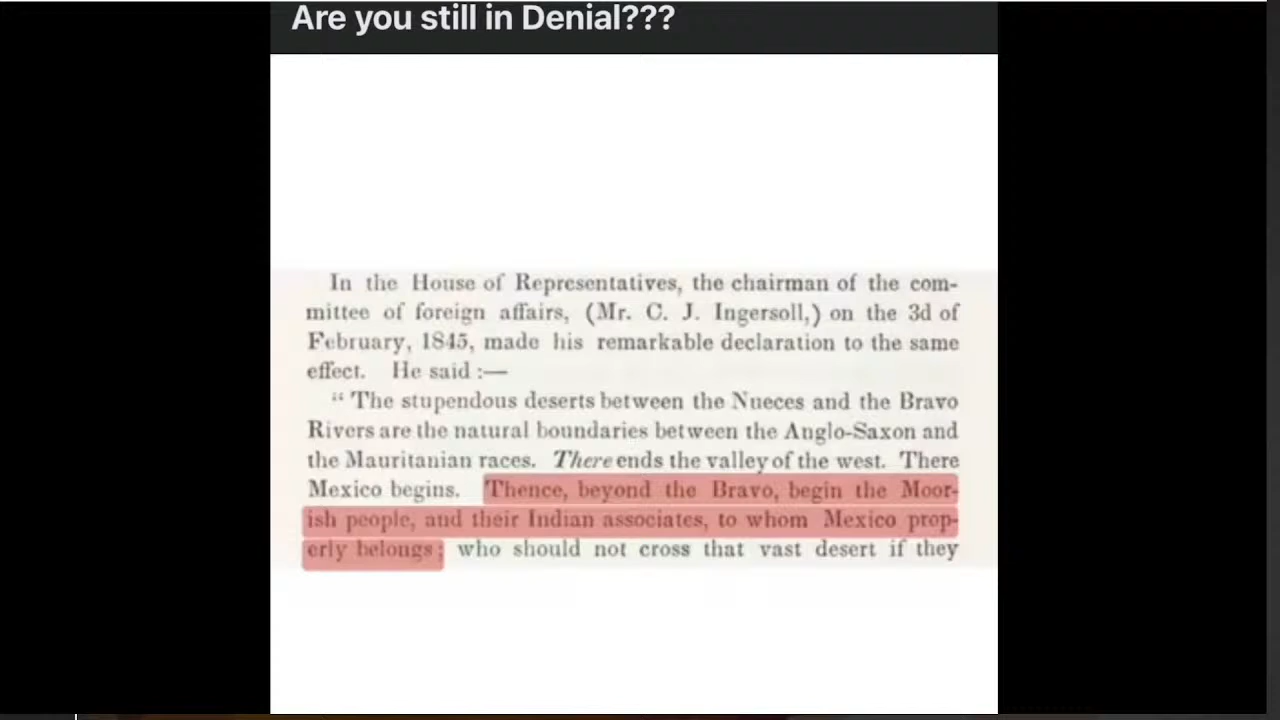 Are you still in Denial???
In the House of Representatives, the chairman of the com-
mittee of foreign affairs, (Mr. C. J. Ingersoll,) on the 3d of
February, 1845, made his remarkable declaration to the same
effect. He said :—
“ The stupendous deserts between the Nueces and the Bravo
Rivers are the natural boundaries between the Anglo-Saxon and
the Mauritanian races. There ends the valley of the west. There
Mexico begins. Thence, beyond the Bravo, begin the Moor-
ish people, and their Indian associates, to whom Mexico prop-
erly belongs; who should not cross that vast desert if they